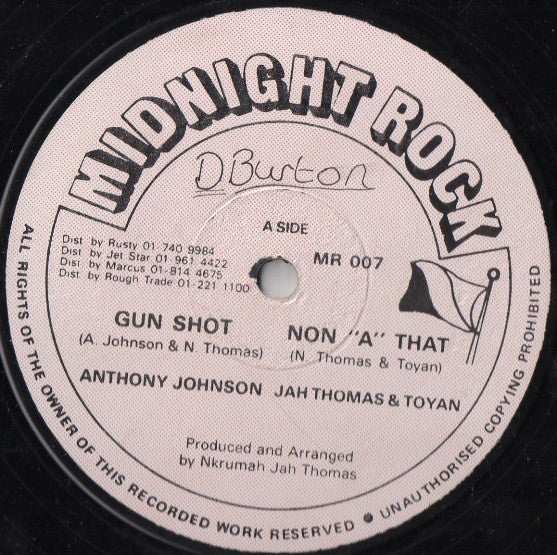 MIDNIGHT ROCK
D Burton
A SIDE
MR 007
Dist by Rusty 01-740 9984
Dist by Jet Star 01-961 4422
Dist by Marcus 01-814 4675
Dist by Rough Trade 01-221 1100
GUN SHOT
(A. Johnson & N. Thomas)
NON "A" THAT
(N. Thomas & Toyan)
ANTHONY JOHNSON
JAH THOMAS & TOYAN
Produced and Arranged
by Nkrumah Jah Thomas
ALL RIGHTS OF THE OWNER OF THIS RECORDED WORK RESERVED ● UNAUTHORISED COPYING PROHIBITED